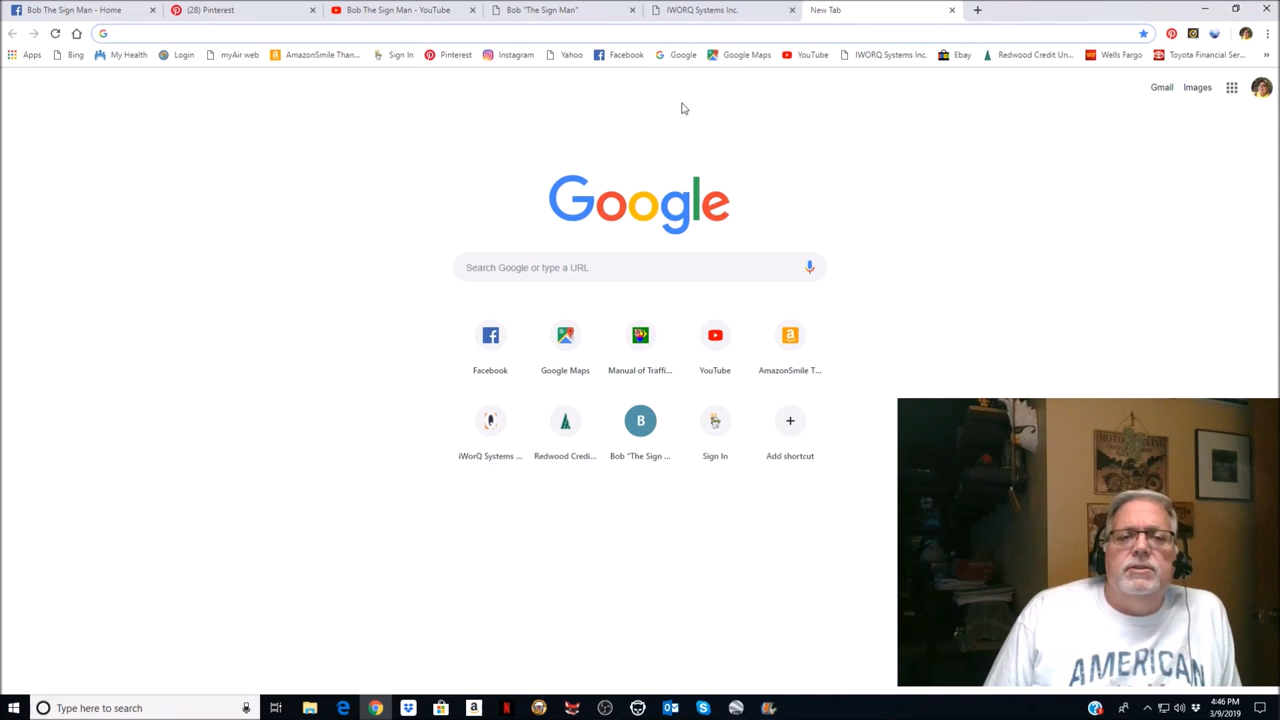 Bob The Sign Man - Home
(28) Pinterest
Bob The Sign Man - YouTube
Bob "The Sign Man"
IWORQ Systems Inc.
New Tab
Apps
Bing
My Health
Login
myAir web
AmazonSmile Than...
Sign In
Pinterest
Instagram
Yahoo
Facebook
Google
Google Maps
YouTube
IWORQ Systems Inc.
Ebay
Redwood Credit Un...
Wells Fargo
Toyota Financial Ser...
Gmail
Images
Google
Search Google or type a URL
Facebook
Google Maps
Manual of Traffi...
YouTube
AmazonSmile T...
iWorQ Systems ...
Redwood Credi...
B
Bob "The Sign ...
Sign In
Add shortcut
AMERICAN
Type here to search
4:46 PM
3/9/2019